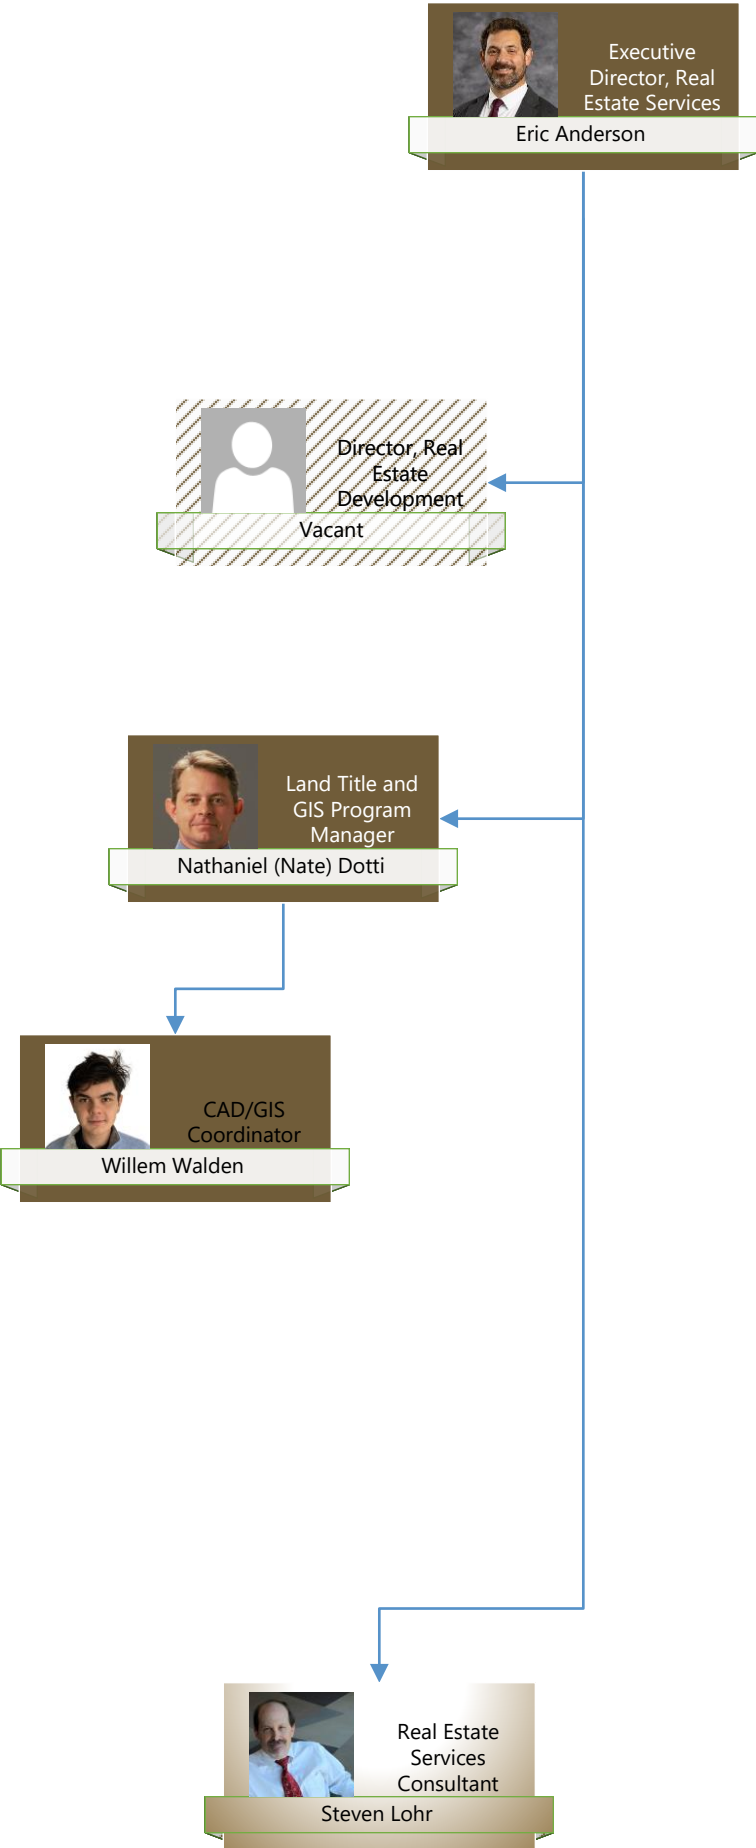 Executive
Director, Real
Estate Services
Eric Anderson
Director, Real
Estate
Development
Vacant
Land Title and
GIS Program
Manager
Nathaniel (Nate) Dotti
CAD/GIS
Coordinator
Willem Walden
Real Estate
Services
Consultant
Steven Lohr